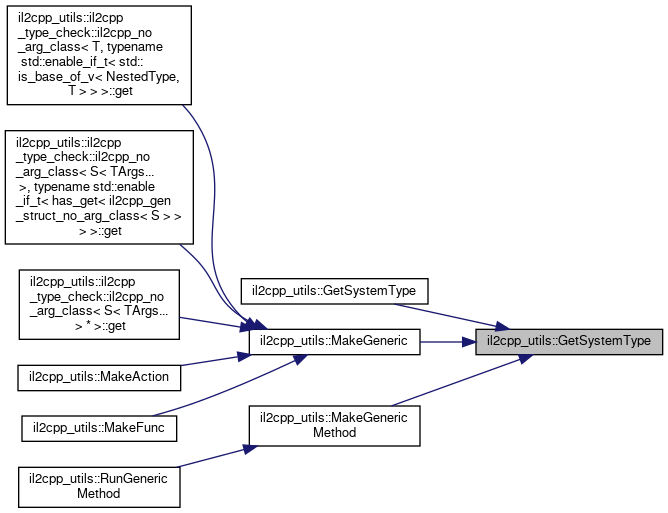 il2cpp_utils::il2cpp
_type_check::il2cpp_no
_arg_class< T, typename
std::enable_if_t< std::
is_base_of_v< NestedType,
T > > >::get
il2cpp_utils::il2cpp
_type_check::il2cpp_no
_arg_class< S< TArgs...
>, typename std::enable
_if_t< has_get< il2cpp_gen
_struct_no_arg_class< S > >
> >::get
il2cpp_utils::il2cpp
_type_check::il2cpp_no
_arg_class< S< TArgs...
> * >::get
il2cpp_utils::MakeAction
il2cpp_utils::MakeFunc
il2cpp_utils::RunGeneric
Method
il2cpp_utils::GetSystemType
il2cpp_utils::MakeGeneric
il2cpp_utils::MakeGeneric
Method
il2cpp_utils::GetSystemType